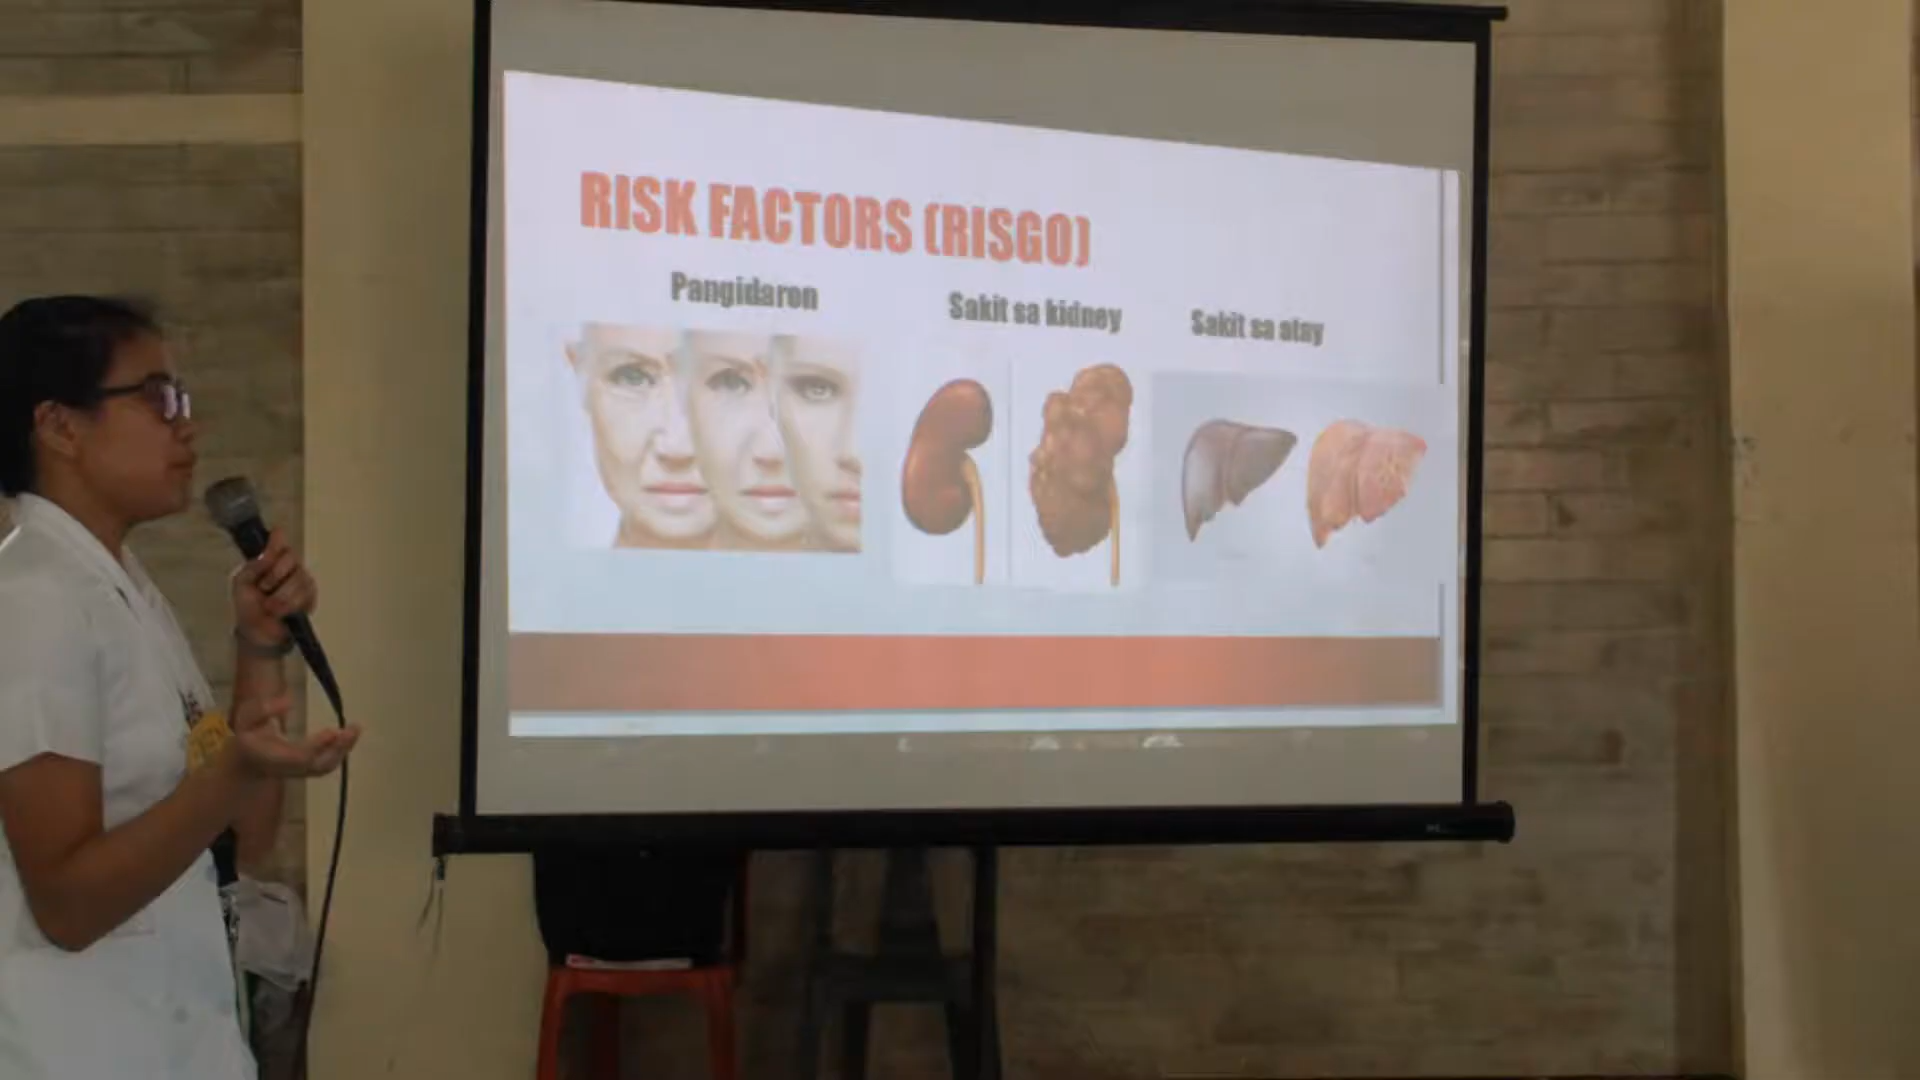 RISK FACTORS (RISGO)
Pangidaron
Sakit sa kidney
Sakit sa atay